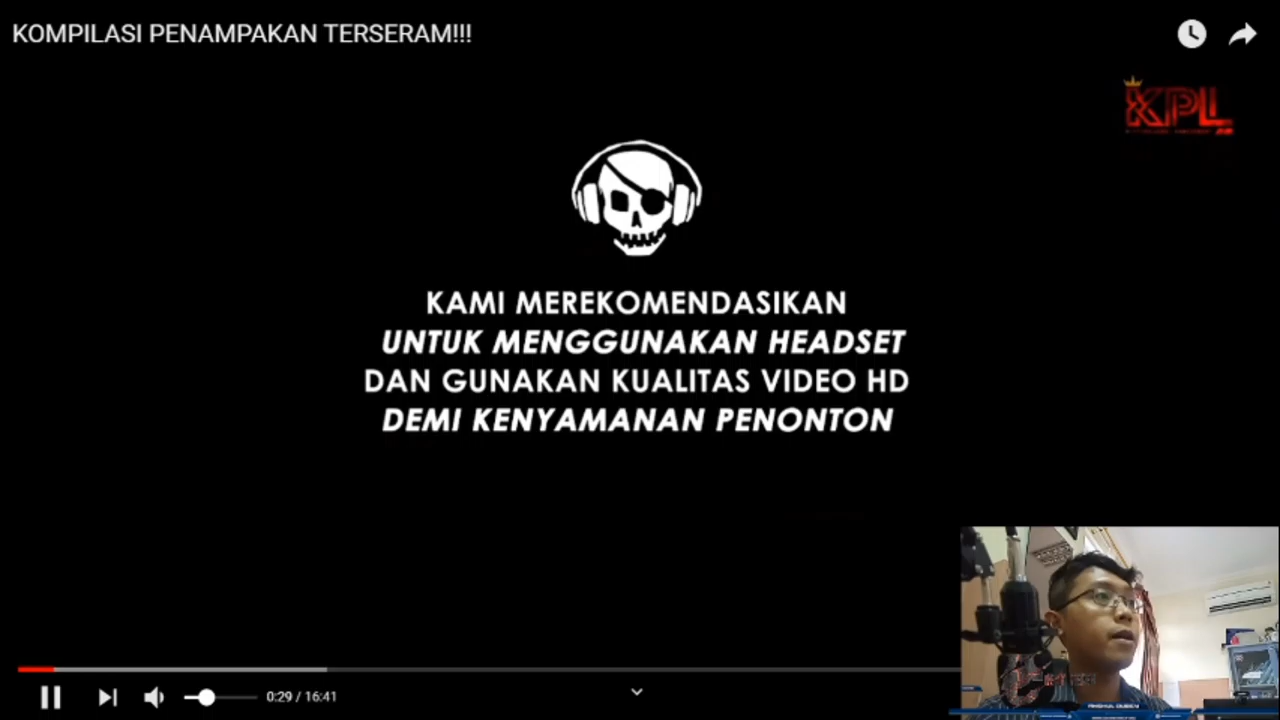 KOMPILASI PENAMPAKAN TERSERAM!!!
KPL
KAMI MEREKOMENDASIKAN
UNTUK MENGGUNAKAN HEADSET
DAN GUNAKAN KUALITAS VIDEO HD
DEMI KENYAMANAN PENONTON
0:29 / 16:41